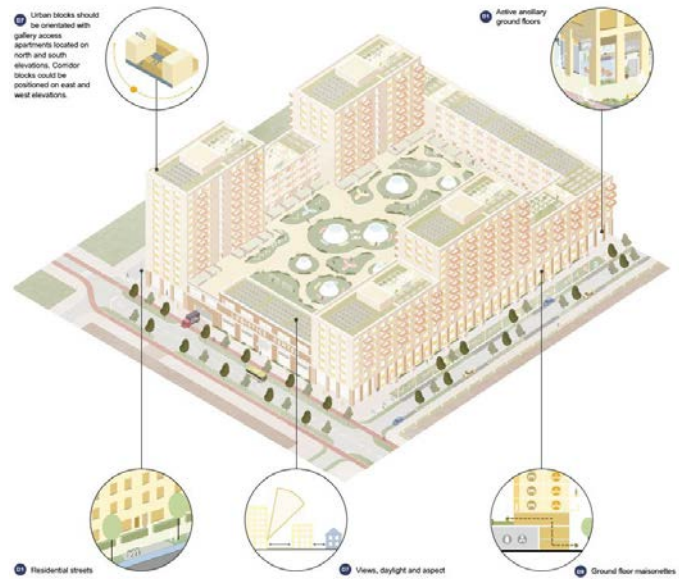 07 Urban blocks should
be orientated with
gallery access
apartments located on
north and south
elevations. Corridor
blocks could be
positioned on east and
west elevations.
01 Active ancillary
ground floors
01 Residential streets
07 Views, daylight and aspect
Ground floor maisonettes